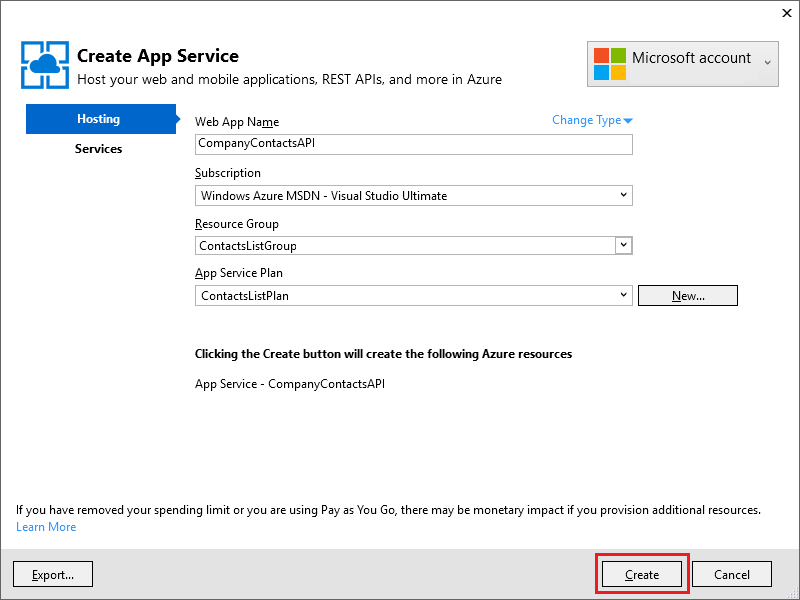 Create App Service
Host your web and mobile applications, REST APIs, and more in Azure
Microsoft account
Hosting
Services
Web App Name
Change Type
CompanyContactsAPI
Subscription
Windows Azure MSDN - Visual Studio Ultimate
Resource Group
ContactsListGroup
App Service Plan
ContactsListPlan
New...
Clicking the Create button will create the following Azure resources
App Service - CompanyContactsAPI
If you have removed your spending limit or you are using Pay as You Go, there may be monetary impact if you provision additional resources.
Learn More
Export...
Create
Cancel